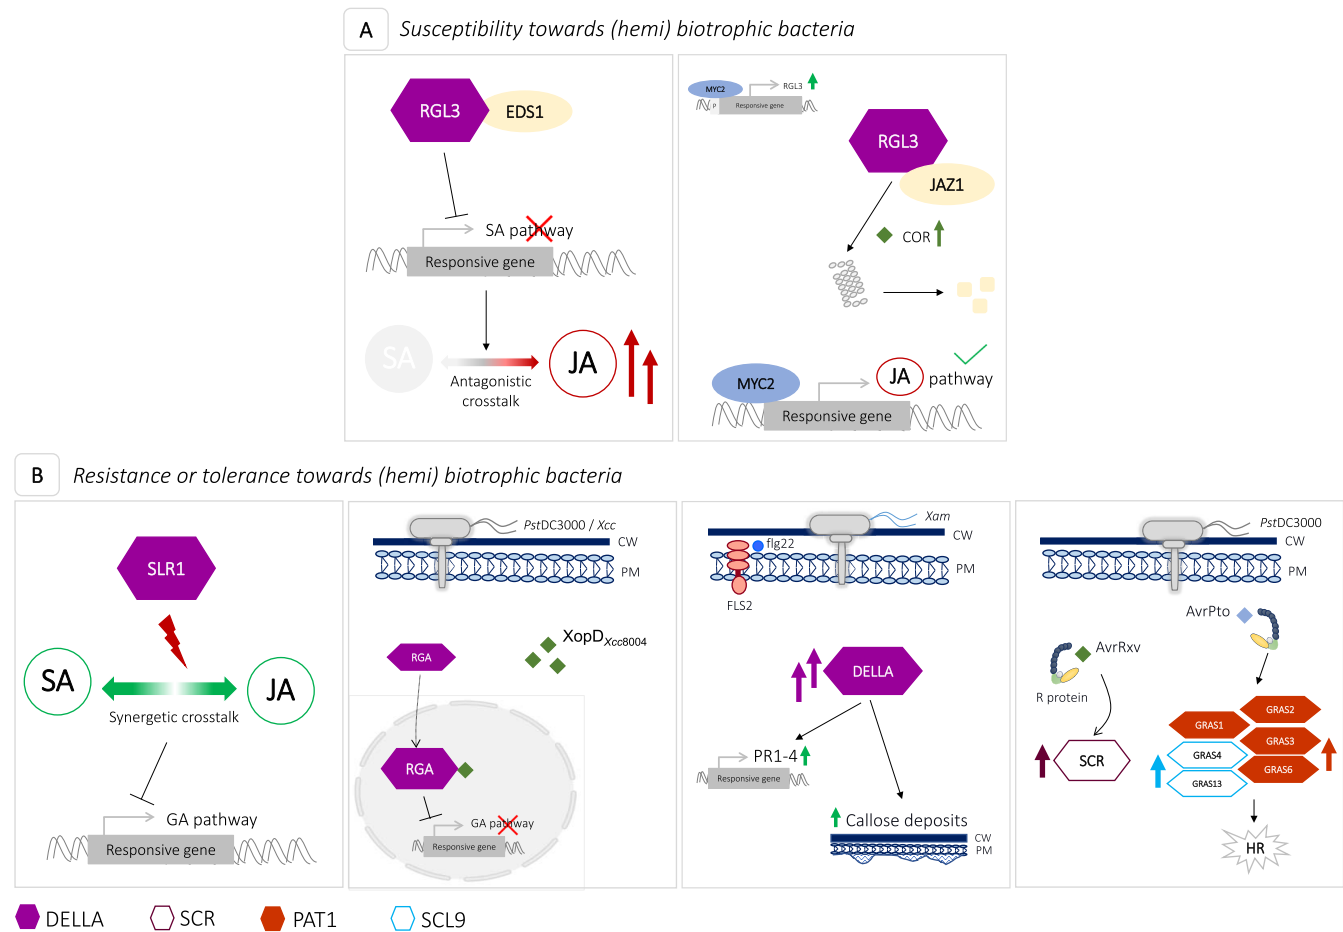 A
Susceptibility towards (hemi) biotrophic bacteria
RGL3
EDS1
SA pathway
Responsive gene
SA
JA
Antagonistic
crosstalk
MYC2
RGL3
P
Responsive gene
RGL3
JAZ1
COR
MYC2
JA
pathway
Responsive gene
B
Resistance or tolerance towards (hemi) biotrophic bacteria
SLR1
SA
JA
Synergetic crosstalk
GA pathway
Responsive gene
PstDC3000 / Xcc
CW
PM
XopDXcc8004
RGA
RGA
GA pathway
Responsive gene
Xam
CW
flg22
PM
FLS2
DELLA
PR1-4
Responsive gene
Callose deposits
CW
PM
PstDC3000
CW
PM
AvrPto
AvrRxv
R protein
SCR
GRAS2
GRAS1
GRAS3
GRAS4
GRAS6
GRAS13
HR
DELLA
SCR
PAT1
SCL9